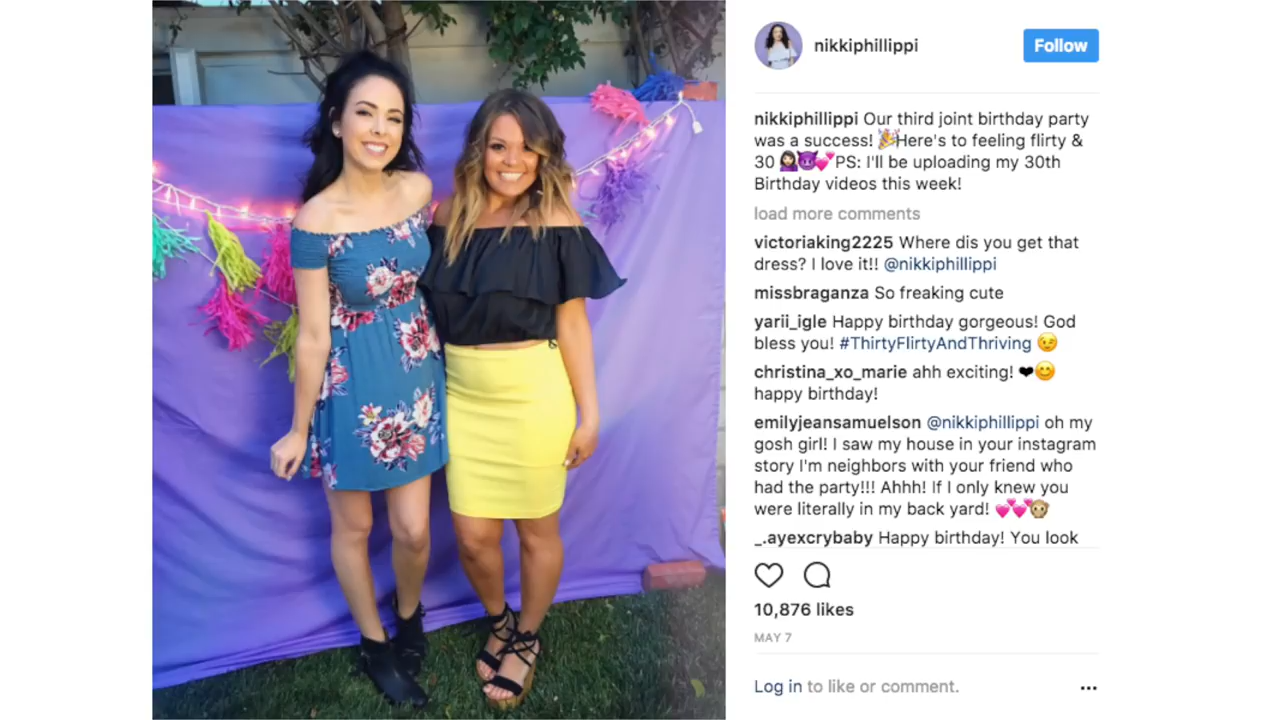 nikkiphillippi
Follow
nikkiphillippi Our third joint birthday party
was a success! 🎉Here's to feeling flirty &
30 🙋🏻😈💕PS: I'll be uploading my 30th
Birthday videos this week!
load more comments
victoriaking2225 Where dis you get that
dress? I love it!! @nikkiphillippi
missbraganza So freaking cute
yarii_igle Happy birthday gorgeous! God
bless you! #ThirtyFlirtyAndThriving 😉
christina_xo_marie ahh exciting! ❤😊
happy birthday!
emilyjeansamuelson @nikkiphillippi oh my
gosh girl! I saw my house in your instagram
story I'm neighbors with your friend who
had the party!!! Ahhh! If I only knew you
were literally in my back yard! 💕💕🙊
_.ayexcrybaby Happy birthday! You look
10,876 likes
MAY 7
Log in to like or comment.